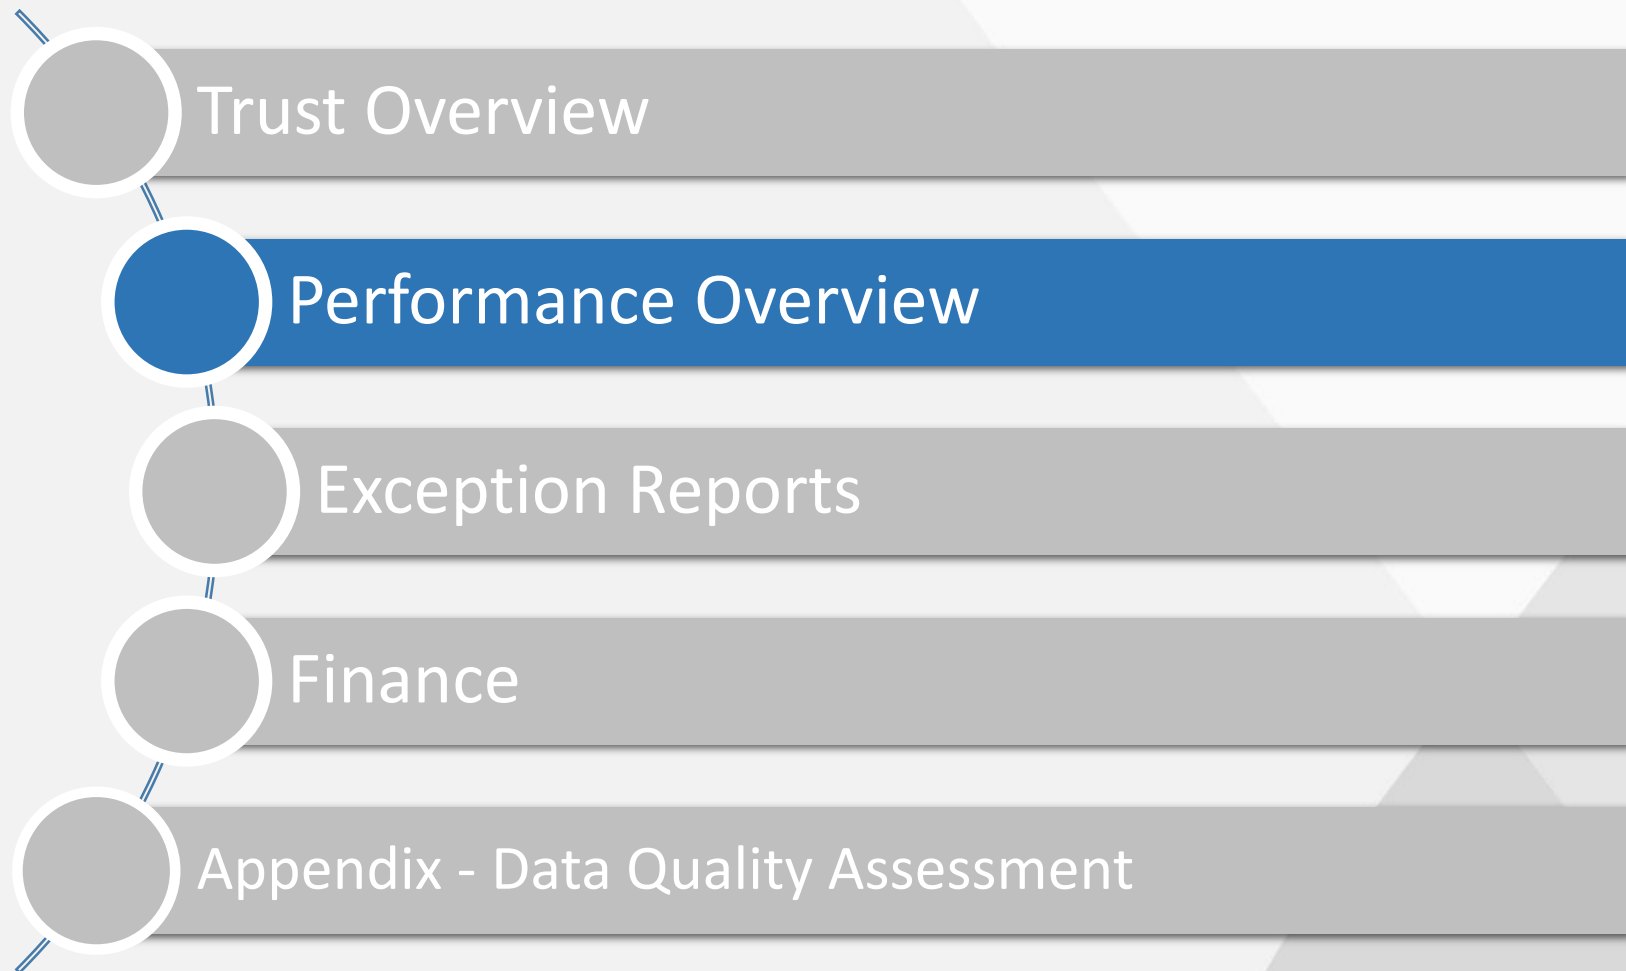 Trust Overview
Performance Overview
Exception Reports
Finance
Appendix - Data Quality Assessment